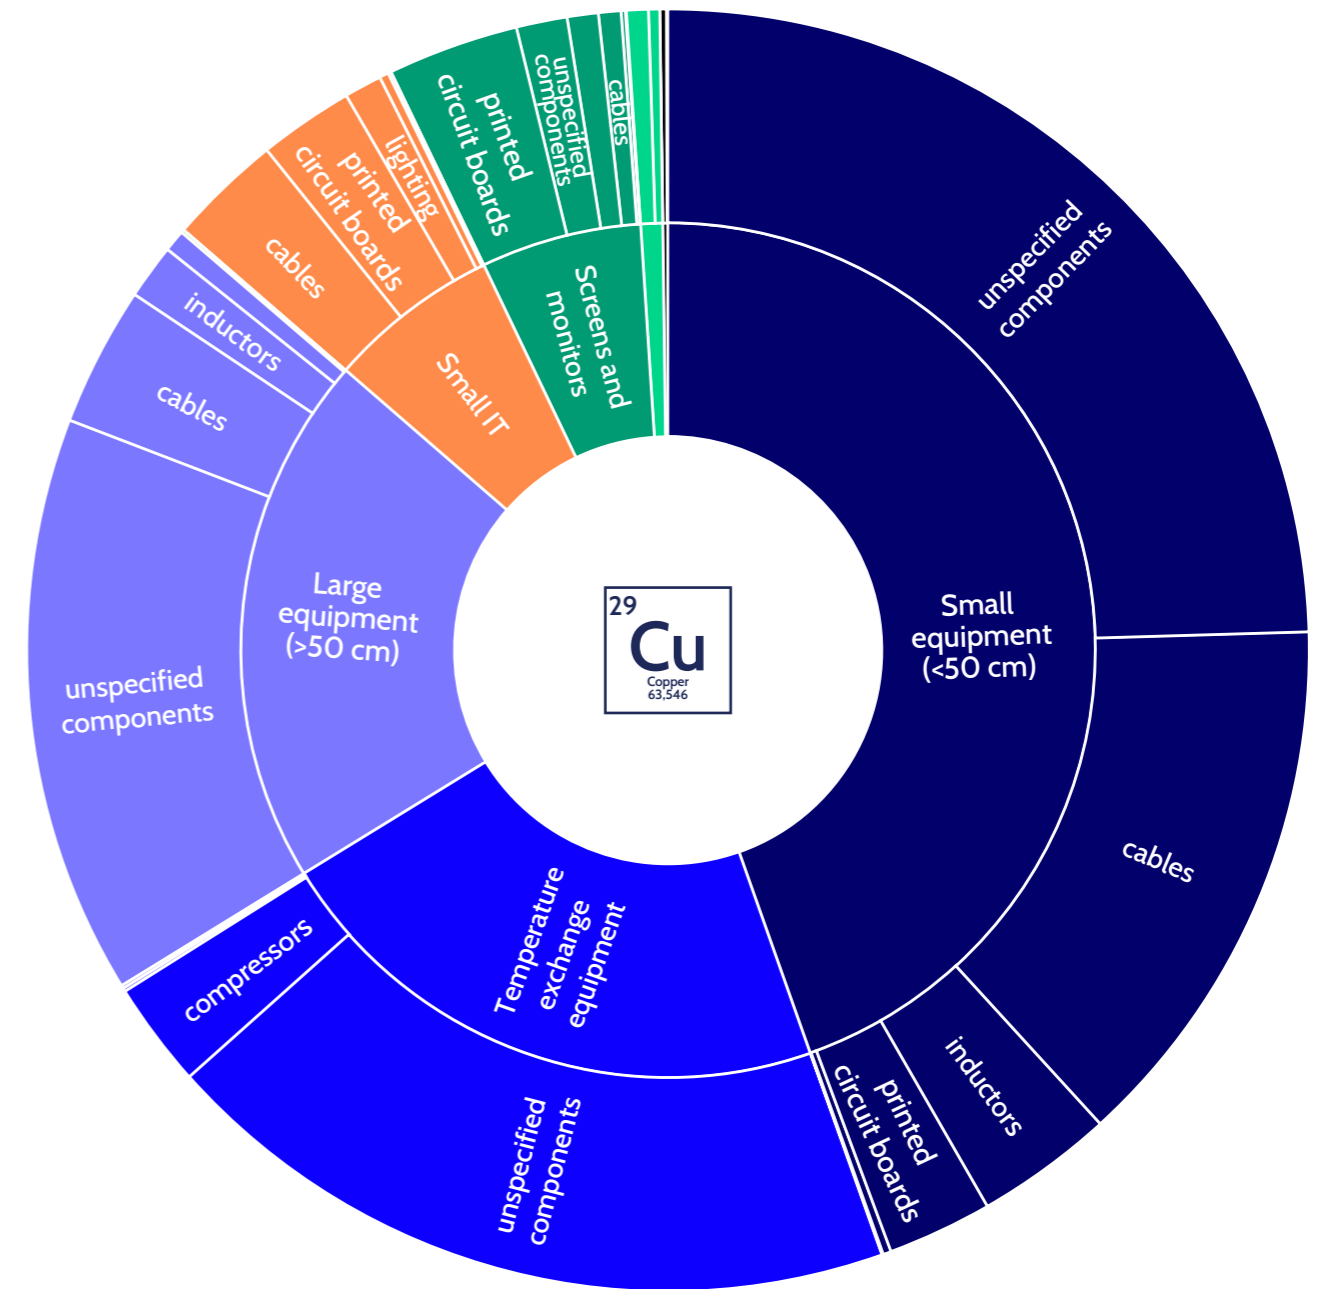 29
Cu
Copper
63,546
Small
equipment
(<50 cm)
unspecified
components
cables
inductors
printed
circuit boards
Temperature
exchange
equipment
unspecified
components
compressors
Large
equipment
(>50 cm)
unspecified
components
cables
inductors
Small IT
cables
printed
circuit boards
lighting
Screens and
monitors
printed
circuit boards
unspecified
components
cables